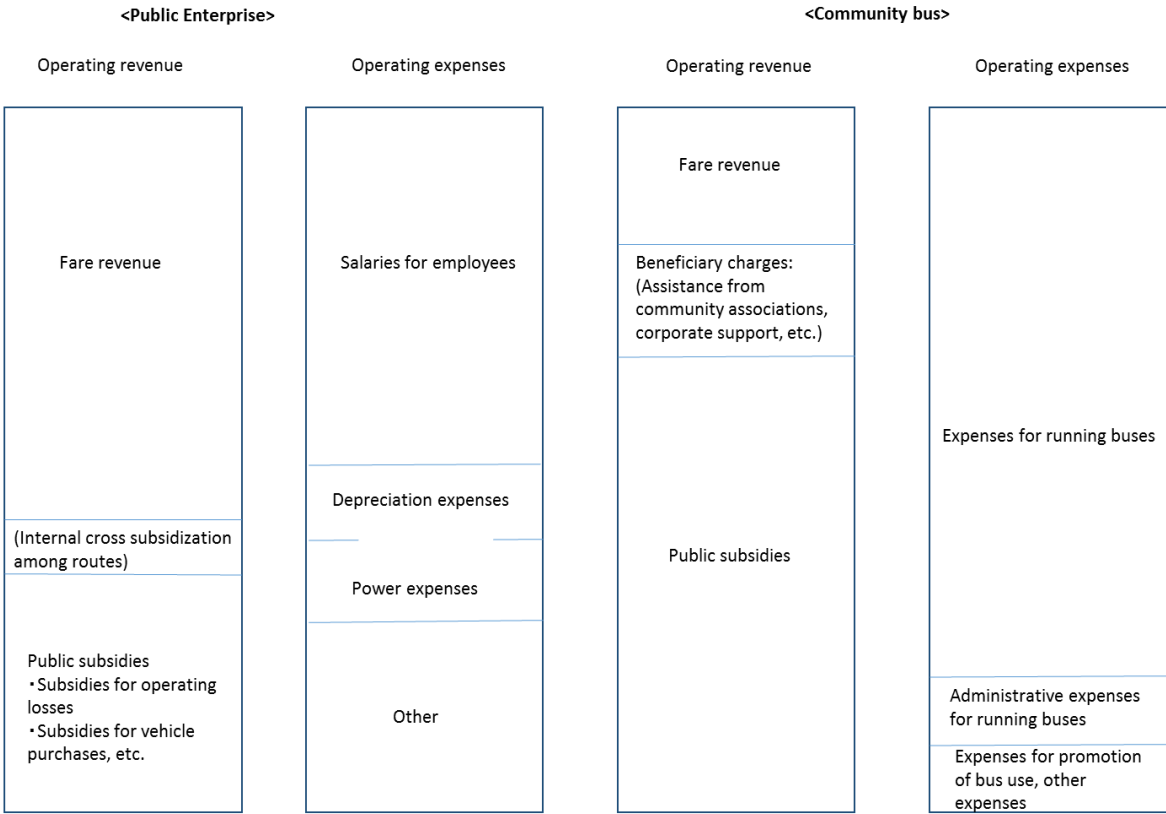 <Public Enterprise>
<Community bus>
Operating revenue
Operating expenses
Operating revenue
Operating expenses
Fare revenue
(Internal cross subsidization
among routes)
Public subsidies
・Subsidies for operating
losses
・Subsidies for vehicle
purchases, etc.
Salaries for employees
Depreciation expenses
Power expenses
Other
Fare revenue
Beneficiary charges:
(Assistance from
community associations,
corporate support, etc.)
Public subsidies
Expenses for running buses
Administrative expenses
for running buses
Expenses for promotion
of bus use, other
expenses